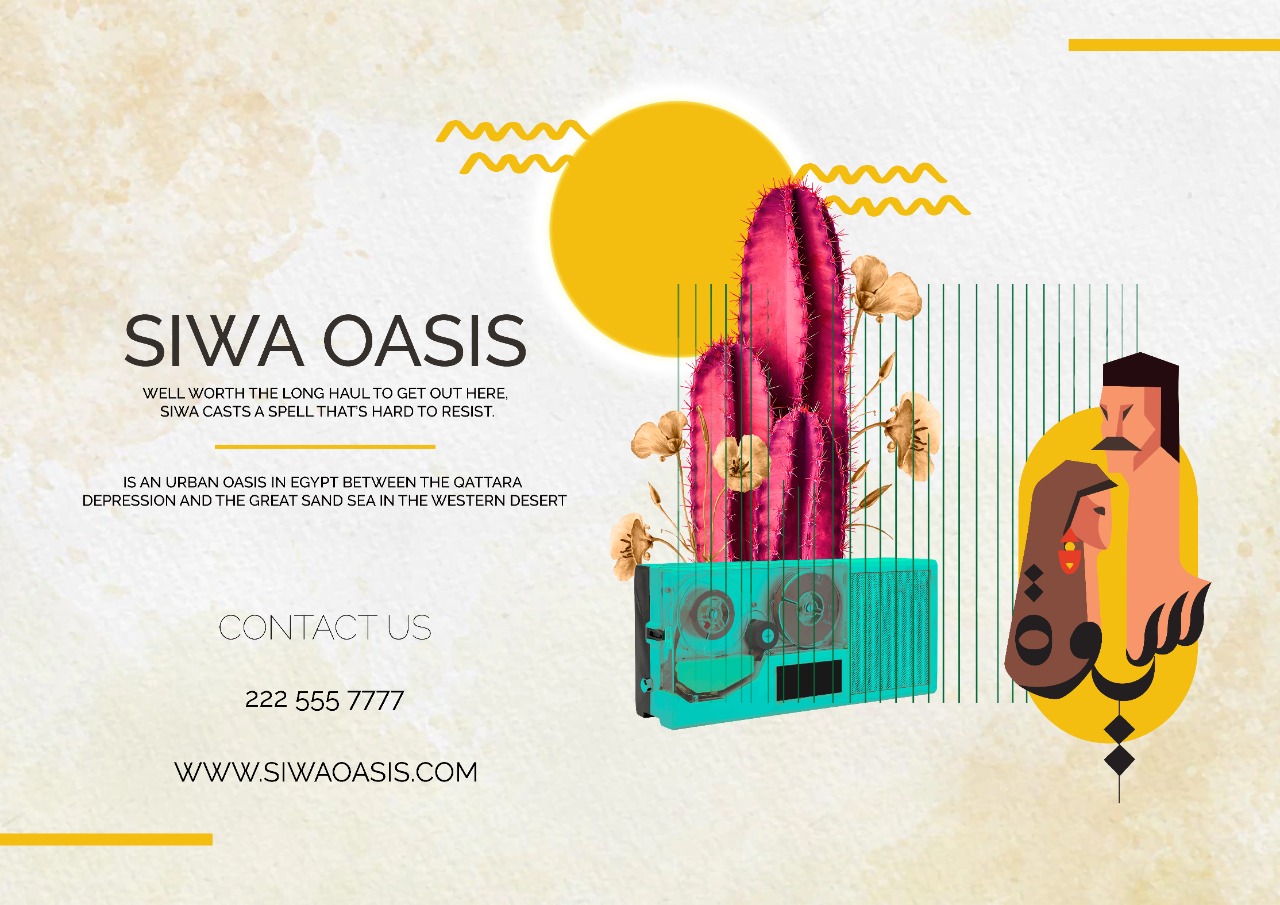 SIWA OASIS
WELL WORTH THE LONG HAUL TO GET OUT HERE,
SIWA CASTS A SPELL THAT'S HARD TO RESIST.
IS AN URBAN OASIS IN EGYPT BETWEEN THE QATTARA
DEPRESSION AND THE GREAT SAND SEA IN THE WESTERN DESERT
CONTACT US
222 555 7777
WWW.SIWAOASIS.COM